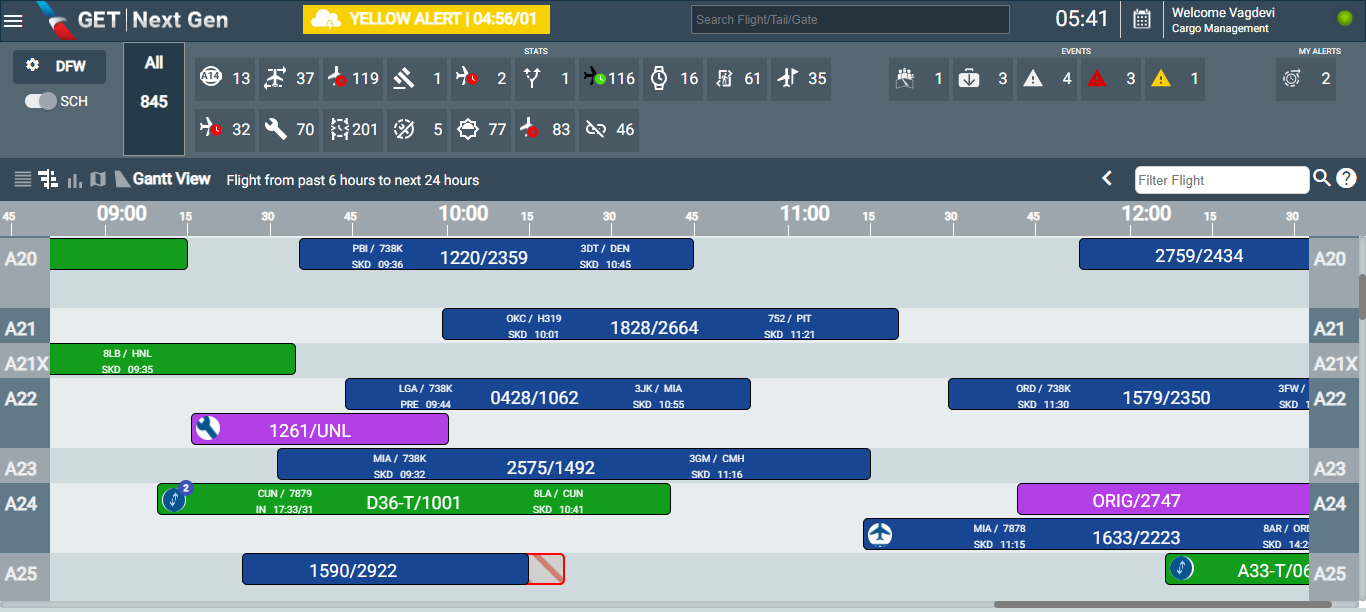 GET Next Gen
YELLOW ALERT | 04:56/01
Search Flight/Tail/Gate
05:41
Welcome Vagdevi
Cargo Management
DFW
SCH
All
845
STATS
A14 13 37 119 1 2 1 116 16 61 35
32 70 201 5 77 83 46
EVENTS
1 3 4 3 1
MY ALERTS
2
Gantt View Flight from past 6 hours to next 24 hours
Filter Flight
?
45 09:00 15 30 45 10:00 15 30 45 11:00 15 30 45 12:00 15 30
A20 PBI / 738K 1220/2359 3DT / DEN 2759/2434 A20
SKD 09:36 SKD 10:45
A21 OKC / H319 1828/2664 752 / PIT A21
SKD 10:01 SKD 11:21
A21X 8LB / HNL A21X
SKD 09:35
A22 LGA / 738K 0428/1062 3JK / MIA ORD / 738K 1579/2350 3FW / A22
PRE 09:44 SKD 10:55 SKD 11:30 SKD 1
1261/UNL
A23 MIA / 738K 2575/1492 3GM / CMH A23
SKD 09:32 SKD 11:16
A24 2 CUN / 7879 D36-T/1001 8LA / CUN ORIG/2747 A24
IN 17:33/31 SKD 10:41
MIA / 7878 1633/2223 8AR / ORD
SKD 11:15 SKD 14:2
A25 1590/2922 A33-T/06 A25